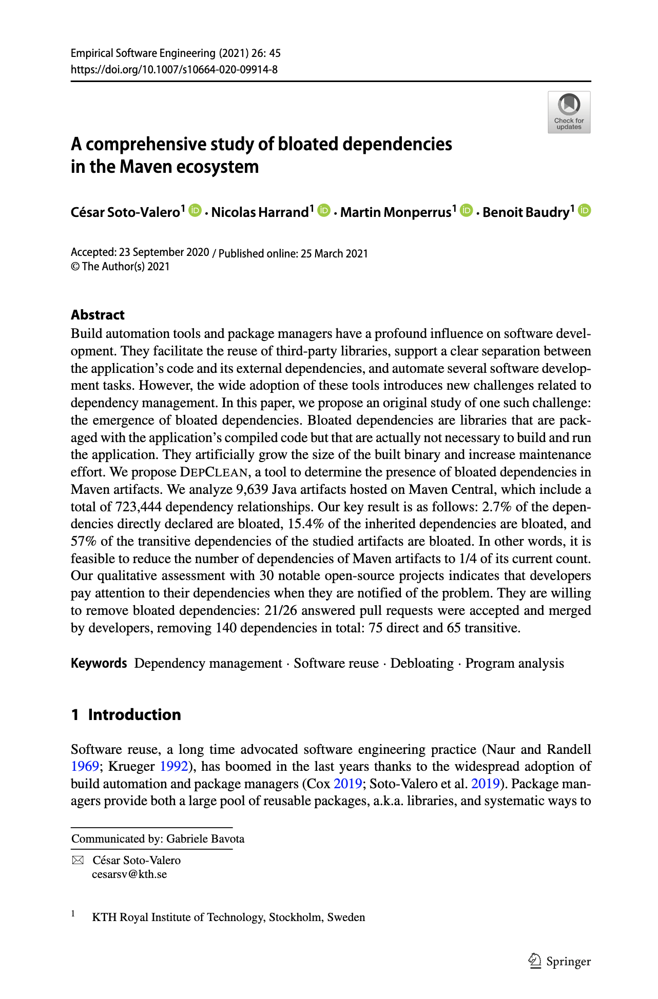 Empirical Software Engineering (2021) 26: 45
https://doi.org/10.1007/s10664-020-09914-8
Check for
updates
A comprehensive study of bloated dependencies
in the Maven ecosystem
César Soto-Valero1 iD · Nicolas Harrand1 iD · Martin Monperrus1 iD · Benoit Baudry1 iD
Accepted: 23 September 2020 / Published online: 25 March 2021
© The Author(s) 2021
Abstract
Build automation tools and package managers have a profound influence on software devel-
opment. They facilitate the reuse of third-party libraries, support a clear separation between
the application's code and its external dependencies, and automate several software develop-
ment tasks. However, the wide adoption of these tools introduces new challenges related to
dependency management. In this paper, we propose an original study of one such challenge:
the emergence of bloated dependencies. Bloated dependencies are libraries that are pack-
aged with the application's compiled code but that are actually not necessary to build and run
the application. They artificially grow the size of the built binary and increase maintenance
effort. We propose DEPCLEAN, a tool to determine the presence of bloated dependencies in
Maven artifacts. We analyze 9,639 Java artifacts hosted on Maven Central, which include a
total of 723,444 dependency relationships. Our key result is as follows: 2.7% of the depen-
dencies directly declared are bloated, 15.4% of the inherited dependencies are bloated, and
57% of the transitive dependencies of the studied artifacts are bloated. In other words, it is
feasible to reduce the number of dependencies of Maven artifacts to 1/4 of its current count.
Our qualitative assessment with 30 notable open-source projects indicates that developers
pay attention to their dependencies when they are notified of the problem. They are willing
to remove bloated dependencies: 21/26 answered pull requests were accepted and merged
by developers, removing 140 dependencies in total: 75 direct and 65 transitive.
Keywords Dependency management · Software reuse · Debloating · Program analysis
1 Introduction
Software reuse, a long time advocated software engineering practice (Naur and Randell
1969; Krueger 1992), has boomed in the last years thanks to the widespread adoption of
build automation and package managers (Cox 2019; Soto-Valero et al. 2019). Package man-
agers provide both a large pool of reusable packages, a.k.a. libraries, and systematic ways to
Communicated by: Gabriele Bavota
César Soto-Valero
cesarsv@kth.se
1 KTH Royal Institute of Technology, Stockholm, Sweden
Springer